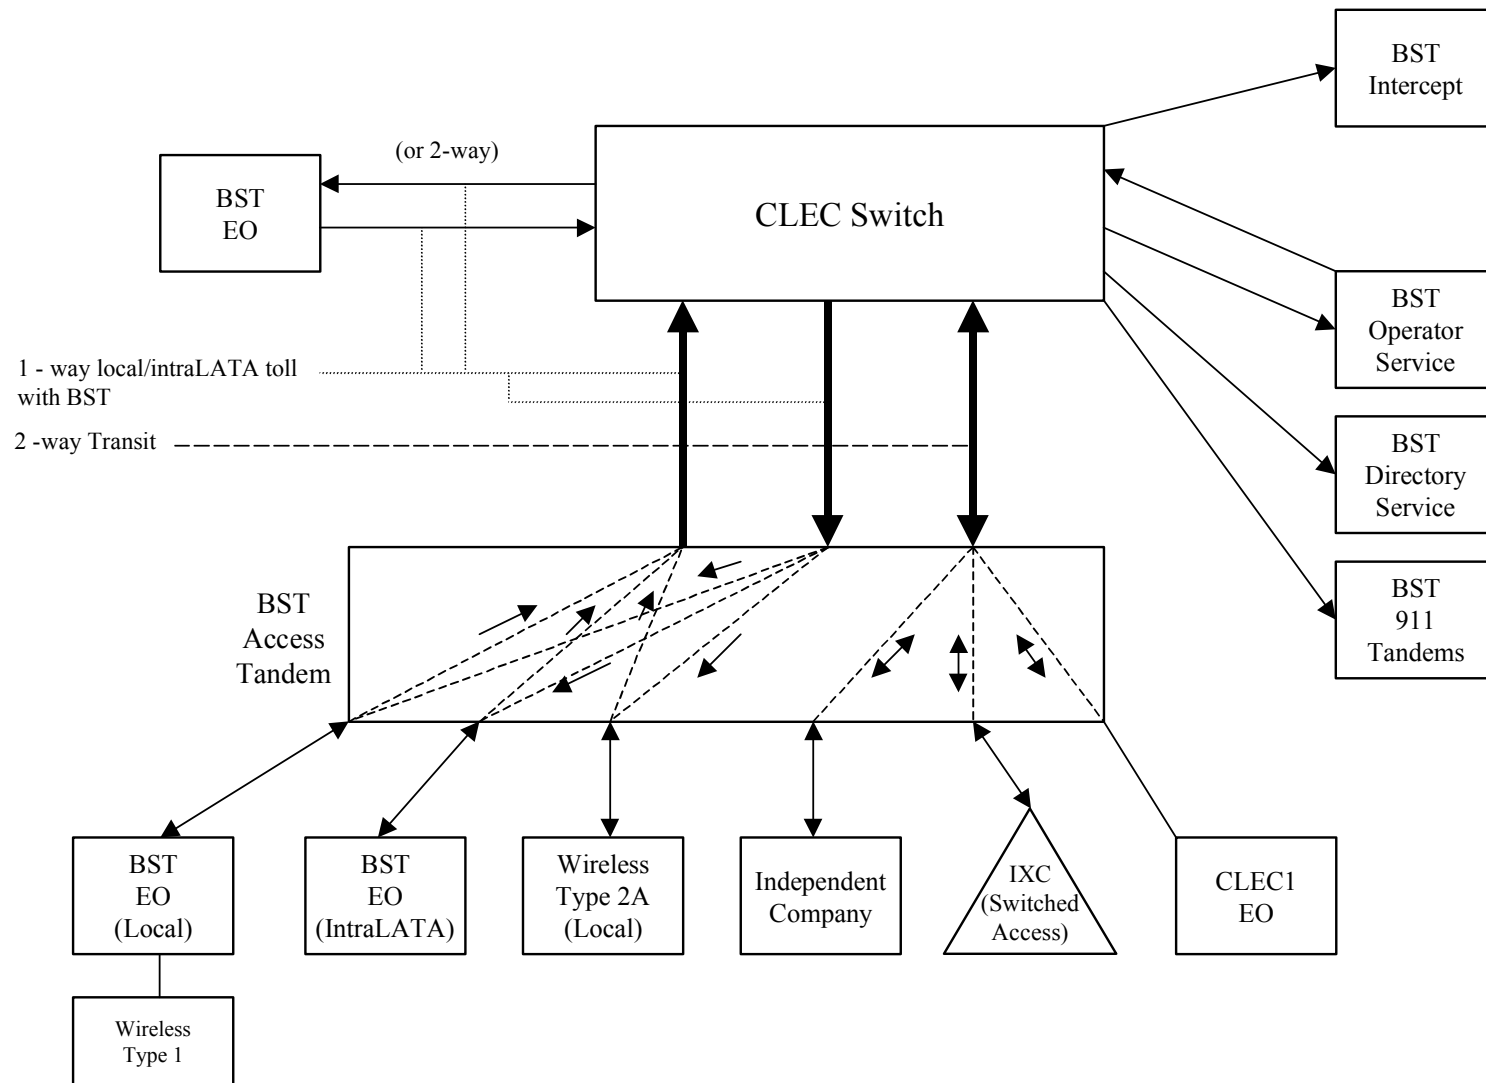 BST
Intercept
(or 2-way)
BST
EO
CLEC Switch
BST
Operator
Service
1 - way local/intraLATA toll
with BST
2 -way Transit
BST
Directory
Service
BST
911
Tandems
BST
Access
Tandem
BST
EO
(Local)
BST
EO
(IntraLATA)
Wireless
Type 2A
(Local)
Independent
Company
IXC
(Switched
Access)
CLEC1
EO
Wireless
Type 1